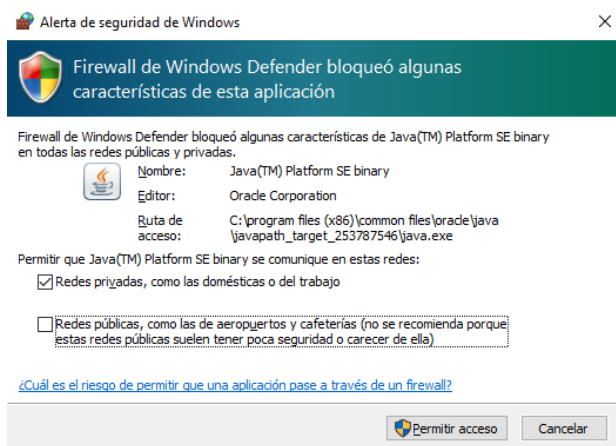 Alerta de seguridad de Windows
Firewall de Windows Defender bloqueó algunas
características de esta aplicación
Firewall de Windows Defender bloqueó algunas características de Java(TM) Platform SE binary
en todas las redes públicas y privadas.
Nombre: Java(TM) Platform SE binary
Editor: Oracle Corporation
Ruta de acceso: C:\program files (x86)\common files\oracle\java
\javapath_target_253787546\java.exe
Permitir que Java(TM) Platform SE binary se comunique en estas redes:
Redes privadas, como las domésticas o del trabajo
Redes públicas, como las de aeropuertos y cafeterías (no se recomienda porque
estas redes públicas suelen tener poca seguridad o carecer de ella)
¿Cuál es el riesgo de permitir que una aplicación pase a través de un firewall?
Permitir acceso Cancelar